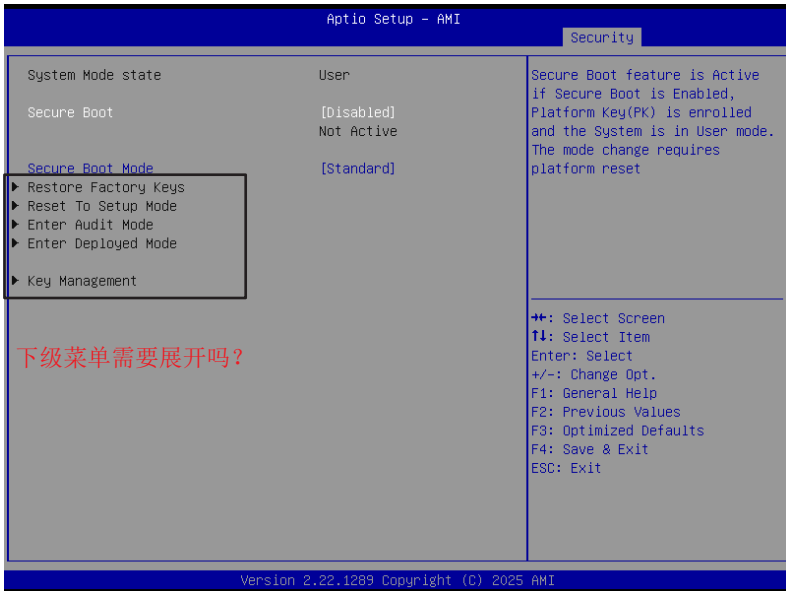 Aptio Setup - AMI
Security
System Mode state User
Secure Boot [Disabled]
Not Active
Secure Boot Mode [Standard]
▶ Restore Factory Keys
▶ Reset To Setup Mode
▶ Enter Audit Mode
▶ Enter Deployed Mode
▶ Key Management
下级菜单需要展开吗?
Secure Boot feature is Active
if Secure Boot is Enabled,
Platform Key(PK) is enrolled
and the System is in User mode.
The mode change requires
platform reset
→←: Select Screen
↑↓: Select Item
Enter: Select
+/-: Change Opt.
F1: General Help
F2: Previous Values
F3: Optimized Defaults
F4: Save & Exit
ESC: Exit
Version 2.22.1289 Copyright (C) 2025 AMI